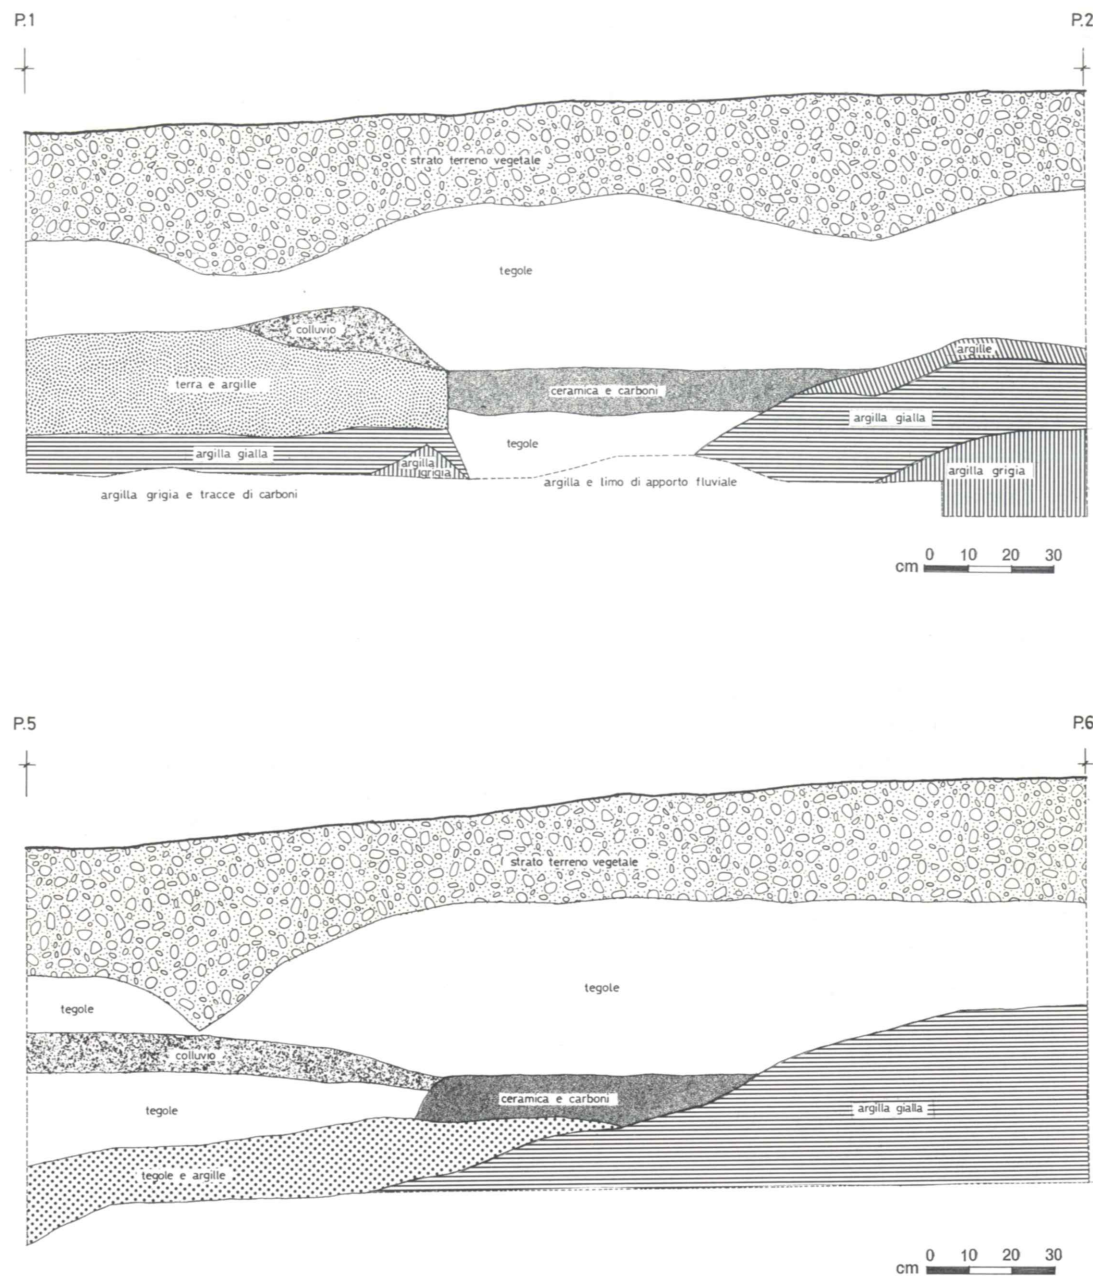 P.1 P.2
strato terreno vegetale
tegole
colluvio
argille
terra e argille
ceramica e carboni
argilla gialla
tegole
argilla gialla
argilla
grigia
argilla grigia
argilla grigia e tracce di carboni
argilla e limo di apporto fluviale
cm 0 10 20 30
P.5 P.6
strato terreno vegetale
tegole
tegole
colluvio
ceramica e carboni
tegole
argilla gialla
tegole e argille
cm 0 10 20 30